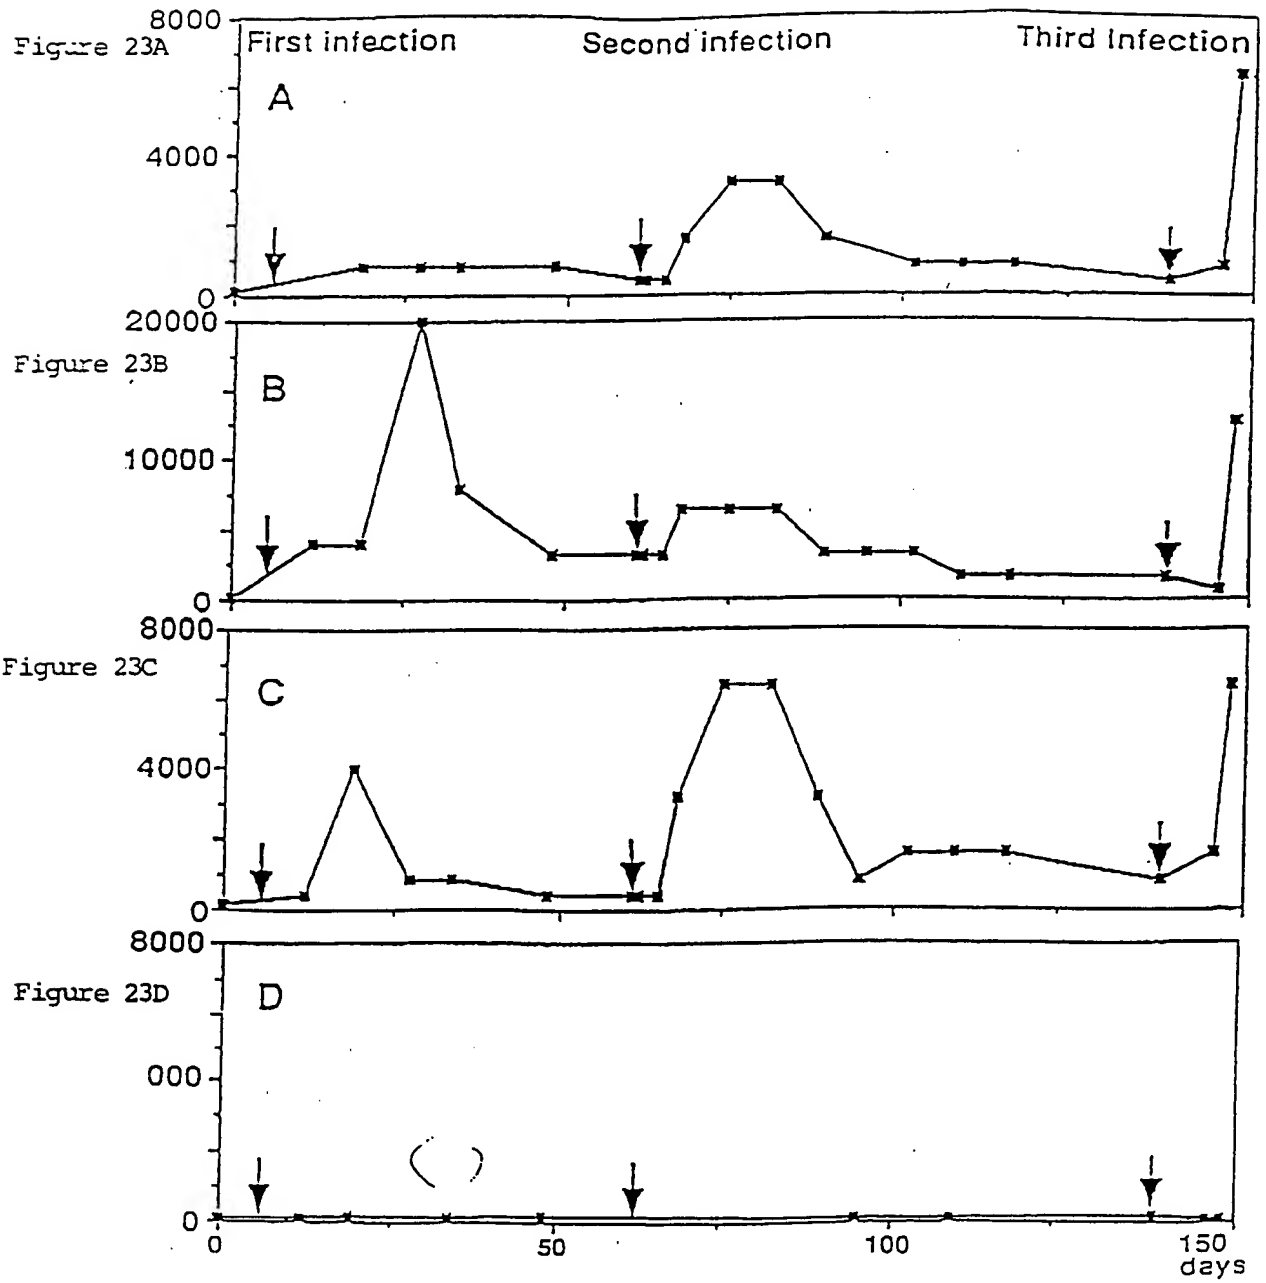 8000
Figure 23A
First infection
Second infection
Third Infection
A
4000
0
20000
Figure 23B
B
10000
0
8000
Figure 23C
C
4000
0
8000
Figure 23D
D
000
0
0 50 100 150
days